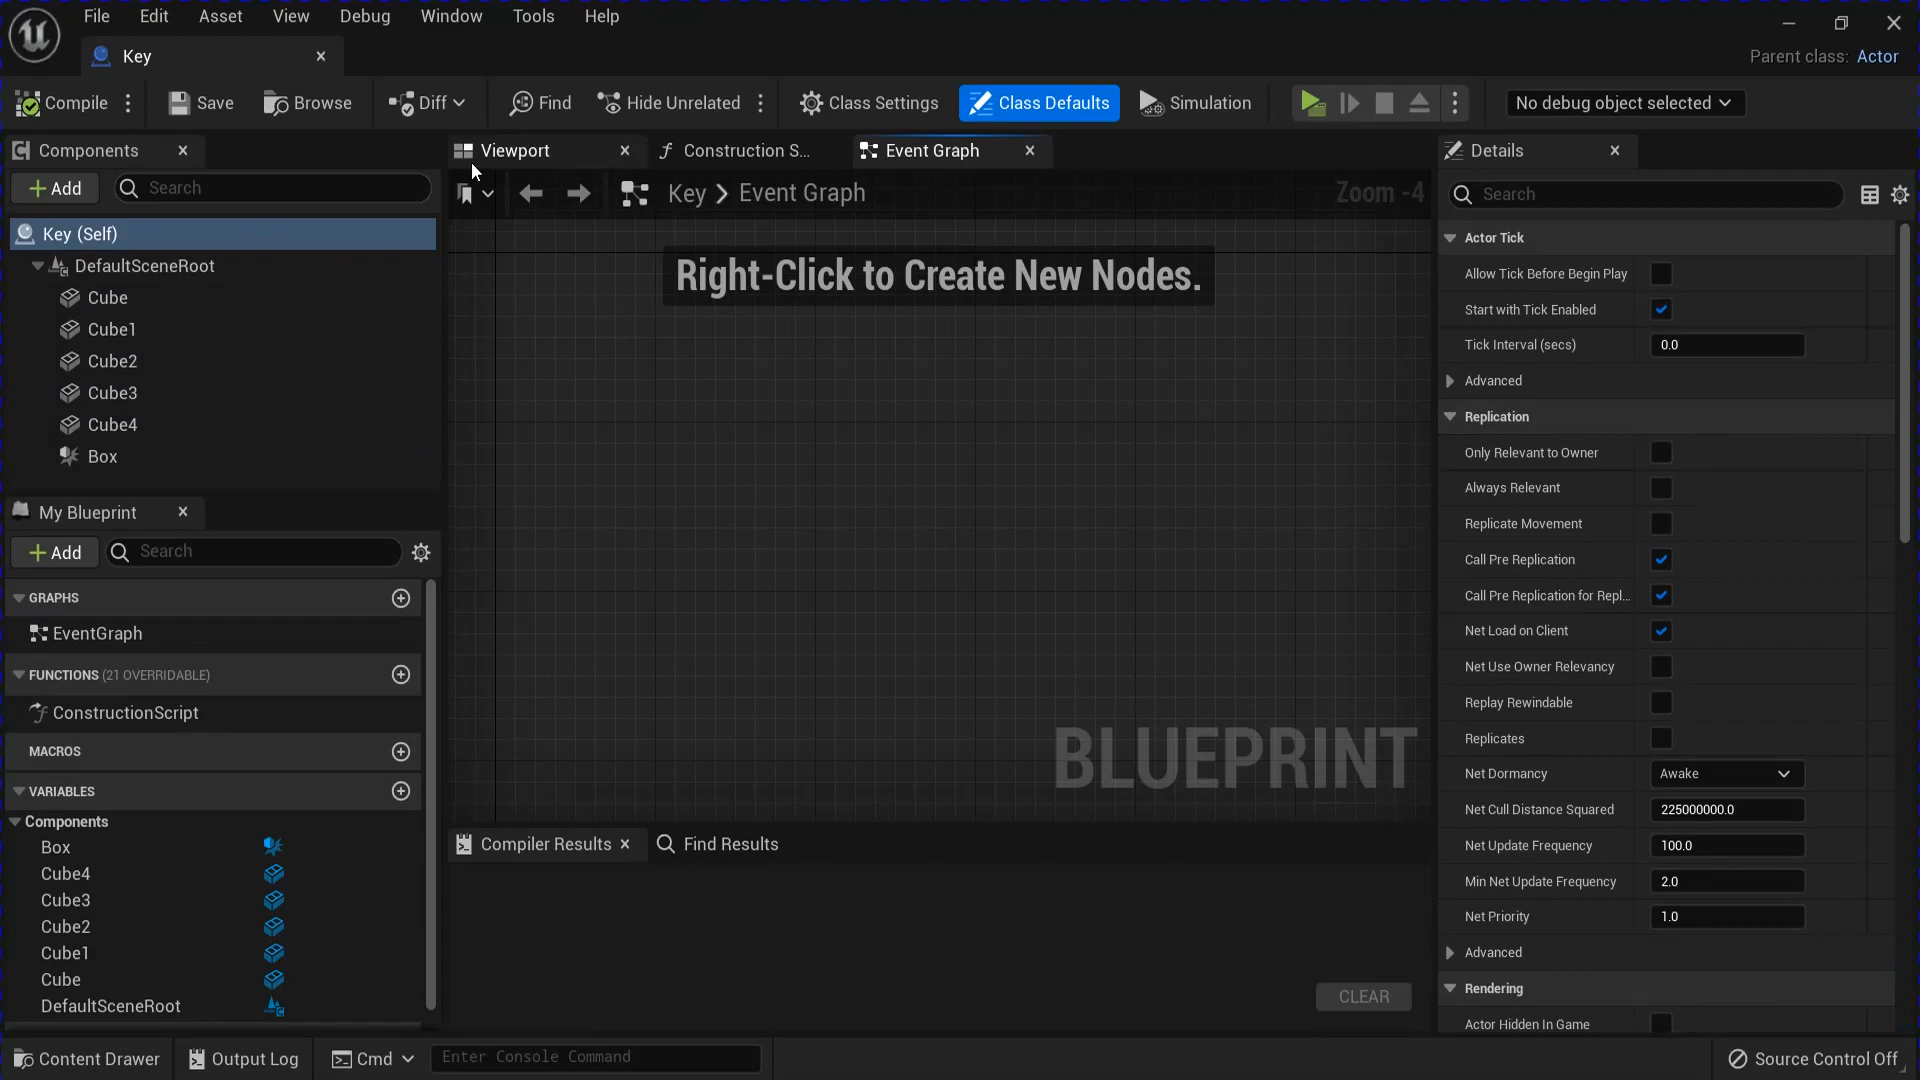 File Edit Asset View Debug Window Tools Help
Key
Parent class: Actor
Compile Save Browse Diff Find Hide Unrelated Class Settings Class Defaults Simulation No debug object selected
Components
Add Search
Key (Self)
DefaultSceneRoot
Cube
Cube1
Cube2
Cube3
Cube4
Box
My Blueprint
Add Search
GRAPHS
EventGraph
FUNCTIONS (21 OVERRIDABLE)
ConstructionScript
MACROS
VARIABLES
Components
Box
Cube4
Cube3
Cube2
Cube1
Cube
DefaultSceneRoot
Viewport Construction S... Event Graph
Key > Event Graph Zoom -4
Right-Click to Create New Nodes.
BLUEPRINT
Compiler Results Find Results
CLEAR
Details
Search
Actor Tick
Allow Tick Before Begin Play
Start with Tick Enabled
Tick Interval (secs) 0.0
Advanced
Replication
Only Relevant to Owner
Always Relevant
Replicate Movement
Call Pre Replication
Call Pre Replication for Repl...
Net Load on Client
Net Use Owner Relevancy
Replay Rewindable
Replicates
Net Dormancy Awake
Net Cull Distance Squared 225000000.0
Net Update Frequency 100.0
Min Net Update Frequency 2.0
Net Priority 1.0
Advanced
Rendering
Actor Hidden In Game
Content Drawer Output Log Cmd Enter Console Command Source Control Off